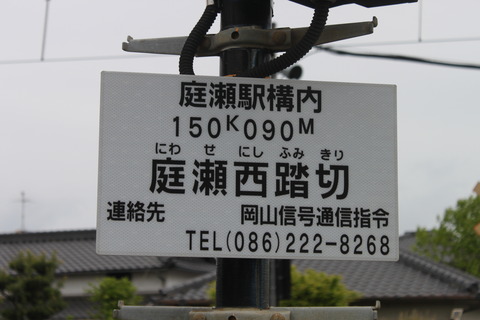 庭瀬駅構内
150K090M
にわ せ にし ふみ きり
庭瀬西踏切
連絡先 岡山信号通信指令
TEL(086)222-8268